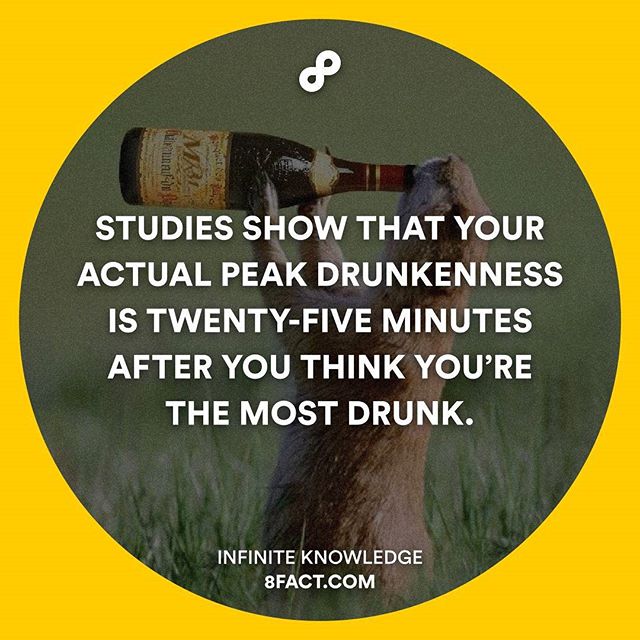 STUDIES SHOW THAT YOUR
ACTUAL PEAK DRUNKENNESS
IS TWENTY-FIVE MINUTES
AFTER YOU THINK YOU’RE
THE MOST DRUNK.
INFINITE KNOWLEDGE
8FACT.COM